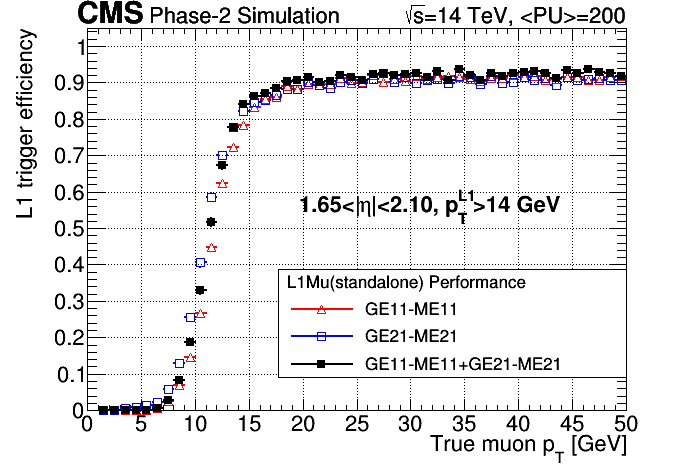 CMS Phase-2 Simulation √s=14 TeV, <PU>=200
L1 trigger efficiency
1
0.9
0.8
0.7
0.6
0.5
0.4
0.3
0.2
0.1
0
1.65<|η|<2.10, p_T^L1>14 GeV
L1Mu(standalone) Performance
GE11-ME11
GE21-ME21
GE11-ME11+GE21-ME21
0 5 10 15 20 25 30 35 40 45 50
True muon p_T [GeV]